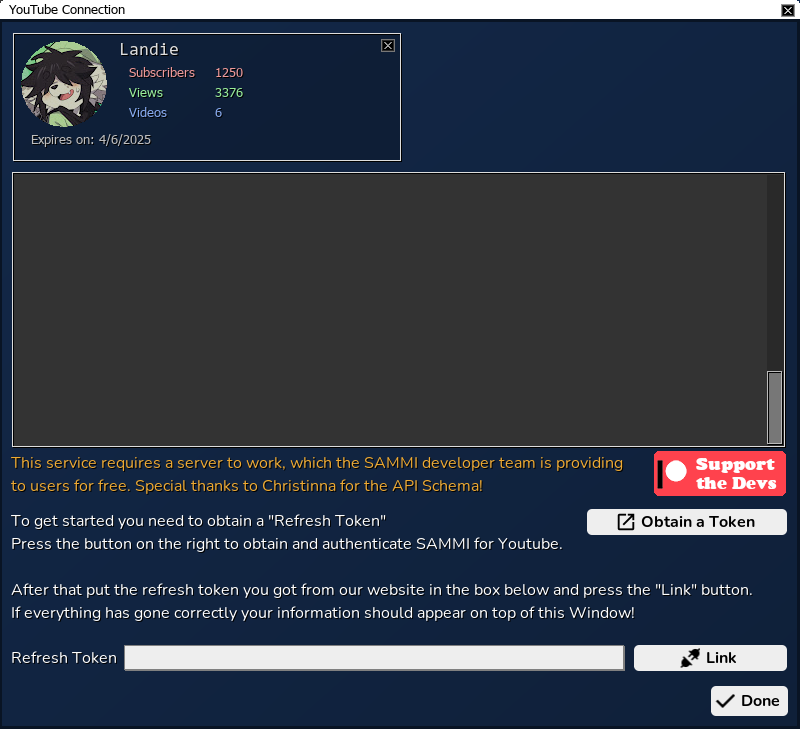 YouTube Connection
Landie
Subscribers 1250
Views 3376
Videos 6
Expires on: 4/6/2025
This service requires a server to work, which the SAMMI developer team is providing
to users for free. Special thanks to Christinna for the API Schema!
Support
the Devs
To get started you need to obtain a "Refresh Token"
Obtain a Token
Press the button on the right to obtain and authenticate SAMMI for Youtube.
After that put the refresh token you got from our website in the box below and press the "Link" button.
If everything has gone correctly your information should appear on top of this Window!
Refresh Token
Link
Done